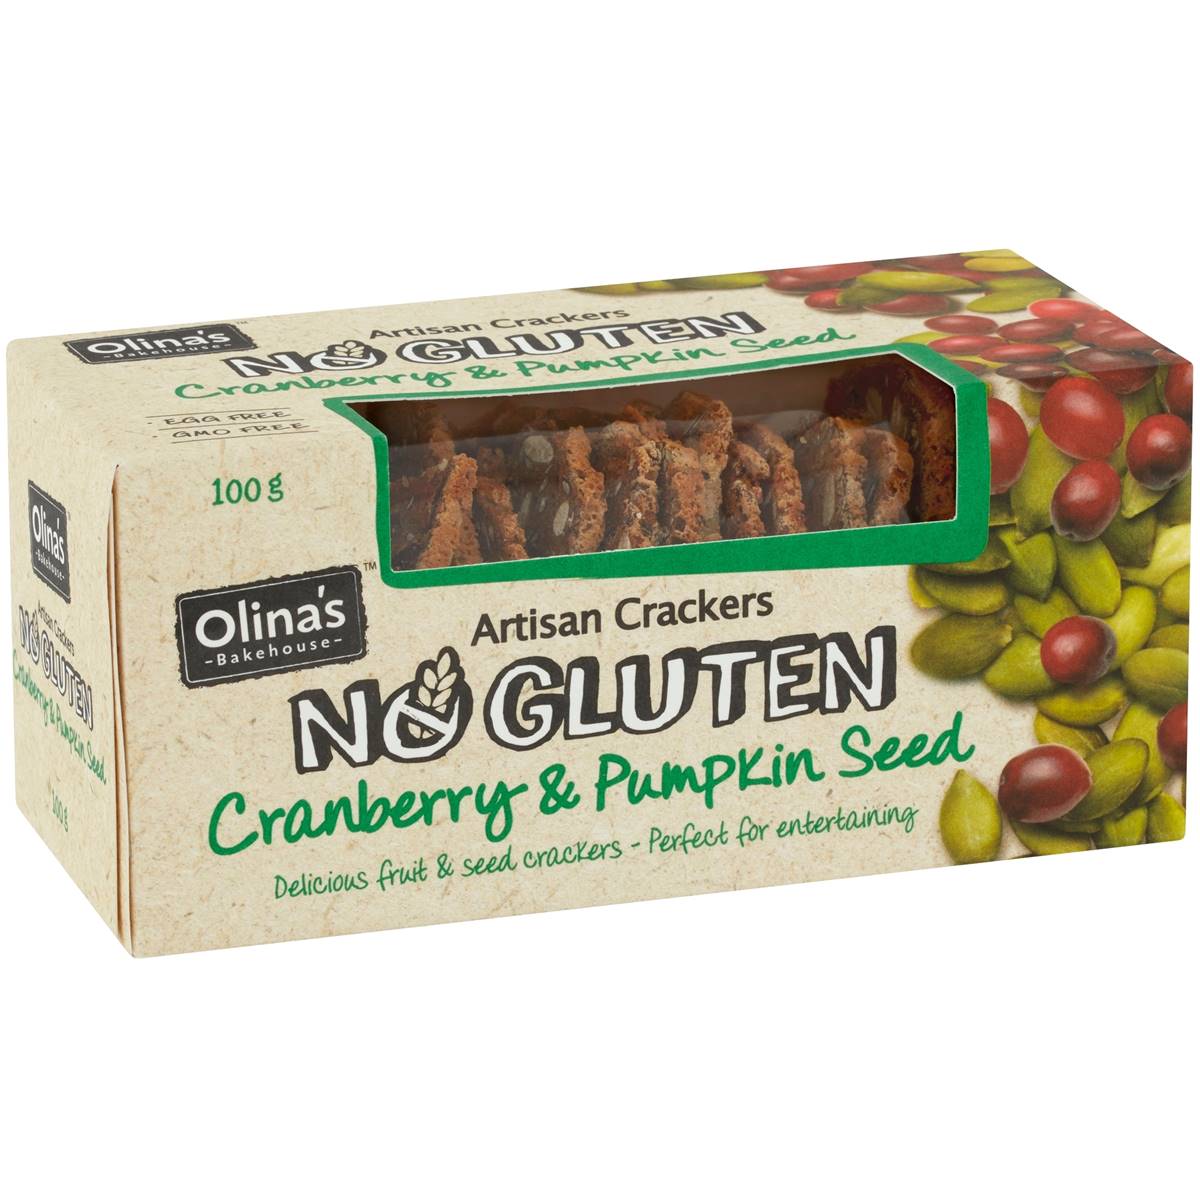 Olina's
-Bakehouse-
™
Artisan Crackers
NO GLUTEN
Cranberry & Pumpkin Seed
EGG FREE
GMO FREE
100g
Olina's
-Bakehouse-
™
Artisan Crackers
NO GLUTEN
Cranberry & Pumpkin Seed
Delicious fruit & seed crackers - Perfect for entertaining
Olina's
-Bakehouse-
Artisan Crackers
NO GLUTEN
Cranberry & Pumpkin Seed
100g